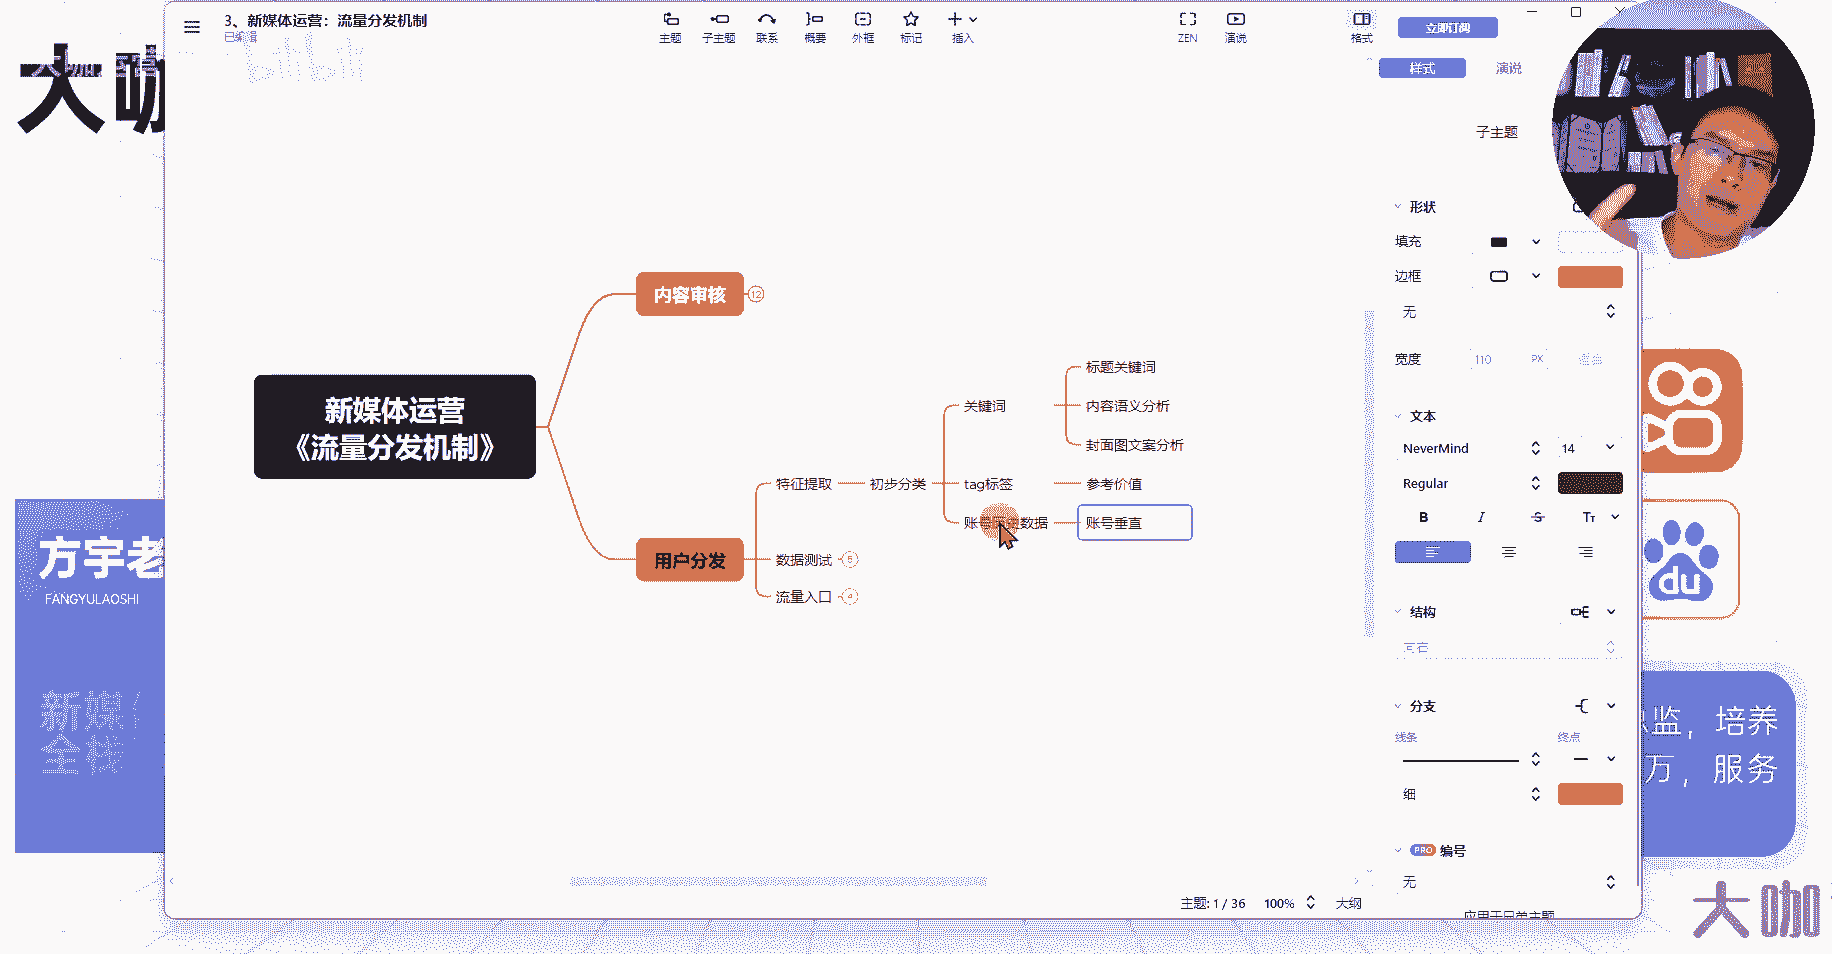 3、新媒体运营：流量分发机制
已编辑
bilibili
主题
子主题
联系
概要
外框
标记
插入
ZEN
演说
格式
立即订阅
样式
演说
大咖
子主题
形状
填充
边框
无
宽度
110
PX
文本
NeverMind
14
Regular
B
I
S
TT
结构
分支
线条
终点
细
PRO 编号
无
内容审核
12
新媒体运营
《流量分发机制》
用户分发
特征提取
初步分类
关键词
标题关键词
内容语义分析
封面图文案分析
tag标签
参考价值
账号历史数据
账号垂直
数据测试
5
流量入口
4
方宇老
FANGYULAOSHI
新媒
全栈
du
监，培养
万，服务
主题: 1 / 36
100%
大纲
大咖